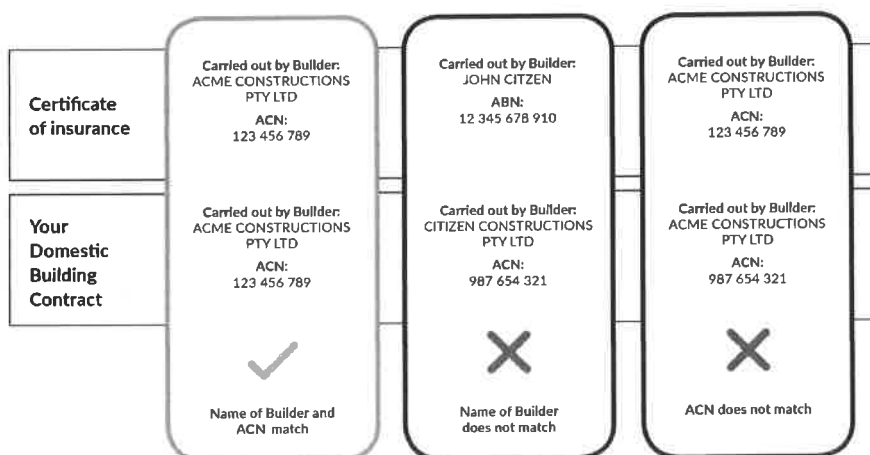 Certificate
of insurance
Carried out by Builder:
ACME CONSTRUCTIONS
PTY LTD
ACN:
123 456 789
Carried out by Builder:
JOHN CITZEN
ABN:
12 345 678 910
Carried out by Builder:
ACME CONSTRUCTIONS
PTY LTD
ACN:
123 456 789
Your
Domestic
Building
Contract
Carried out by Builder:
ACME CONSTRUCTIONS
PTY LTD
ACN:
123 456 789
Carried out by Builder:
CITIZEN CONSTRUCTIONS
PTY LTD
ACN:
987 654 321
Carried out by Builder:
ACME CONSTRUCTIONS
PTY LTD
ACN:
987 654 321
Name of Builder and
ACN match
Name of Builder
does not match
ACN does not match